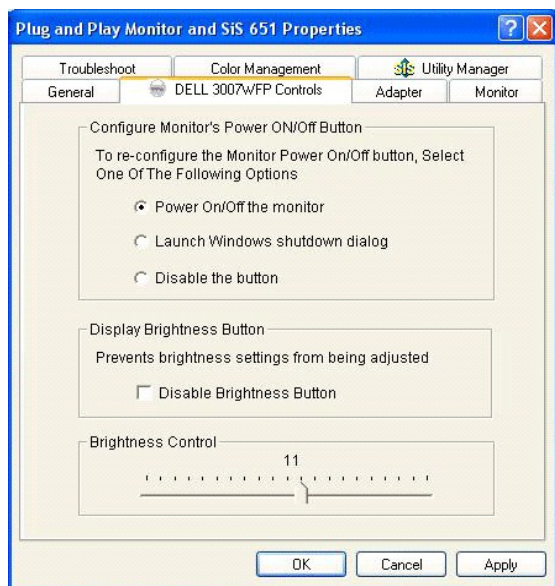 Plug and Play Monitor and SiS 651 Properties
Troubleshoot Color Management SiS Utility Manager
General DELL 3007WFP Controls Adapter Monitor
Configure Monitor's Power ON/Off Button
To re-configure the Monitor Power On/Off button, Select
One Of The Following Options
Power On/Off the monitor
Launch Windows shutdown dialog
Disable the button
Display Brightness Button
Prevents brightness settings from being adjusted
Disable Brightness Button
Brightness Control
11
OK Cancel Apply